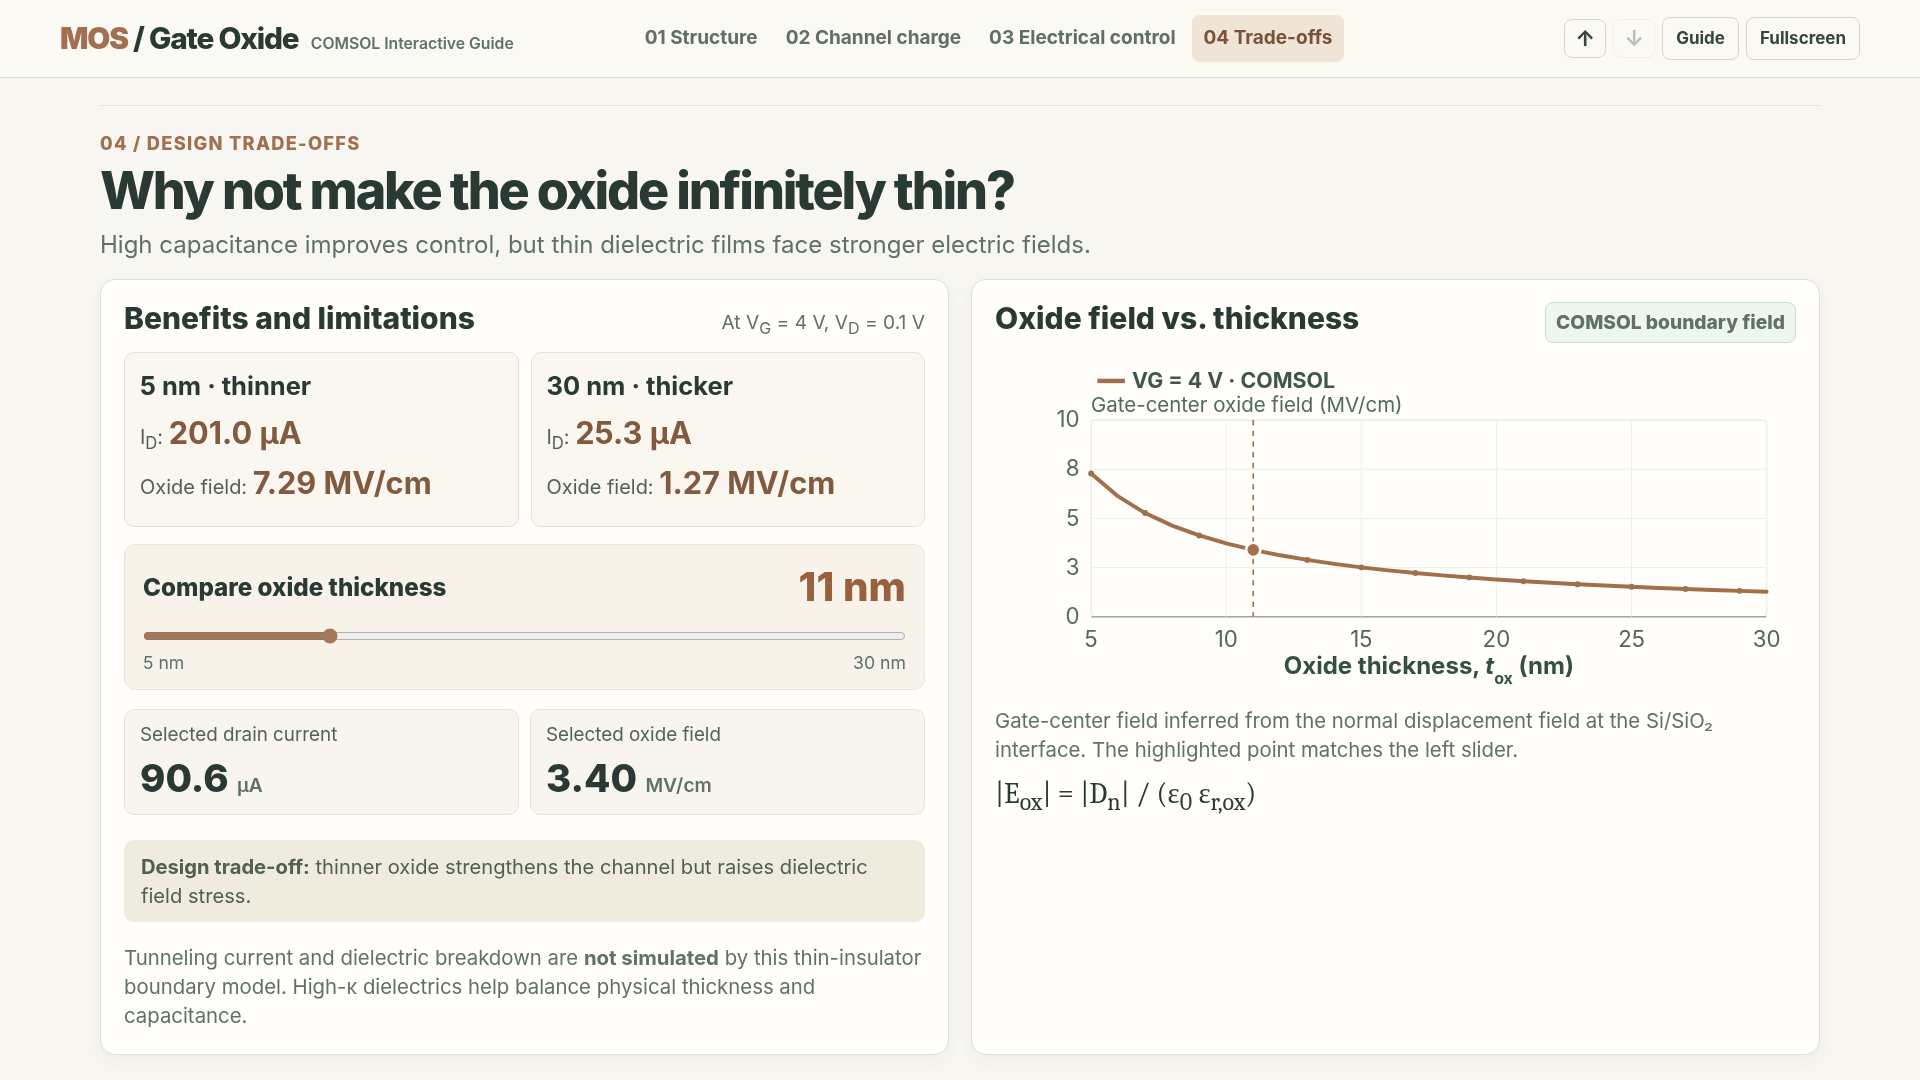 MOS / Gate Oxide COMSOL Interactive Guide
01 Structure 02 Channel charge 03 Electrical control 04 Trade-offs
↑ ↓ Guide Fullscreen
04 / DESIGN TRADE-OFFS
Why not make the oxide infinitely thin?
High capacitance improves control, but thin dielectric films face stronger electric fields.
Benefits and limitations
At VG = 4 V, VD = 0.1 V
5 nm · thinner
ID: 201.0 µA
Oxide field: 7.29 MV/cm
30 nm · thicker
ID: 25.3 µA
Oxide field: 1.27 MV/cm
Compare oxide thickness 11 nm
5 nm 30 nm
Selected drain current
90.6 µA
Selected oxide field
3.40 MV/cm
Design trade-off: thinner oxide strengthens the channel but raises dielectric
field stress.
Tunneling current and dielectric breakdown are not simulated by this thin-insulator
boundary model. High-κ dielectrics help balance physical thickness and
capacitance.
Oxide field vs. thickness
COMSOL boundary field
VG = 4 V · COMSOL
Gate-center oxide field (MV/cm)
10
8
5
3
0
5 10 15 20 25 30
Oxide thickness, tox (nm)
Gate-center field inferred from the normal displacement field at the Si/SiO₂
interface. The highlighted point matches the left slider.
|Eox| = |Dn| / (ε0 εr,ox)